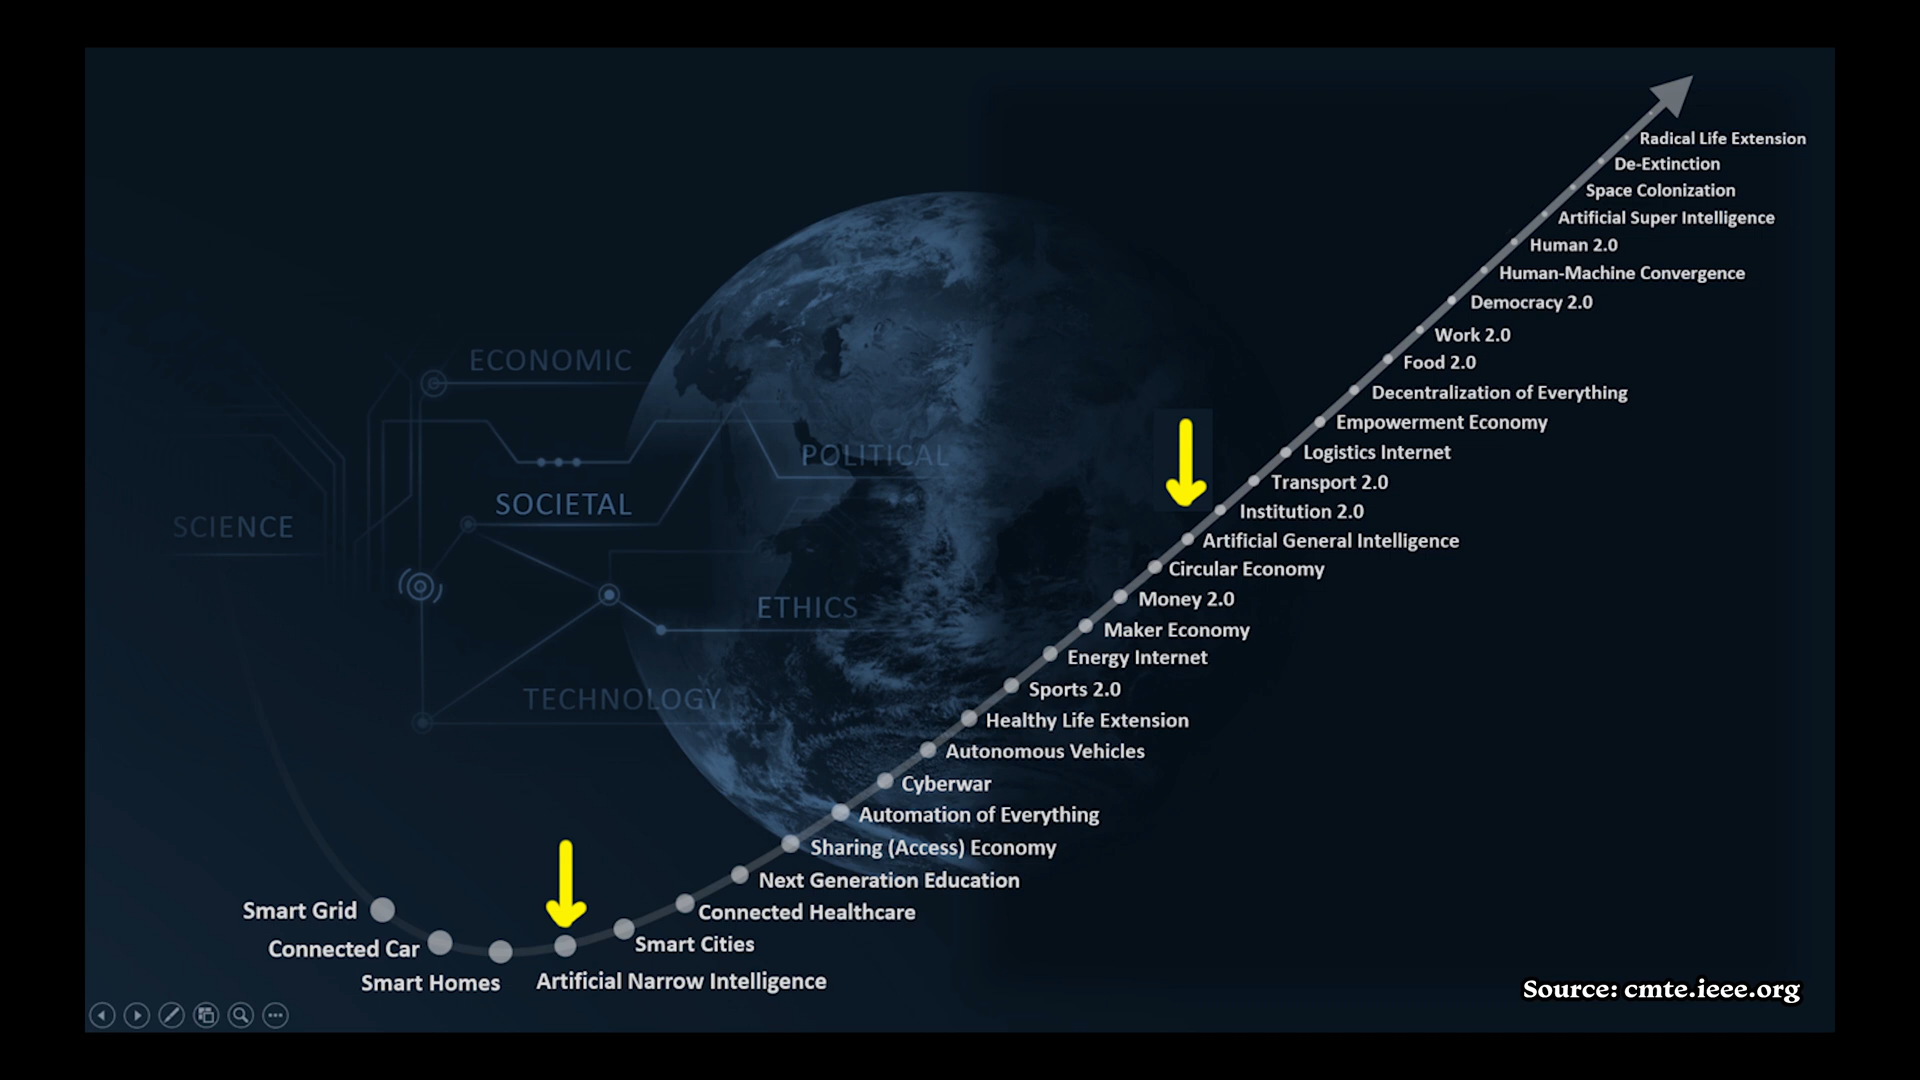 Radical Life Extension
De-Extinction
Space Colonization
Artificial Super Intelligence
Human 2.0
Human-Machine Convergence
Democracy 2.0
Work 2.0
Food 2.0
Decentralization of Everything
Empowerment Economy
Logistics Internet
Transport 2.0
Institution 2.0
Artificial General Intelligence
Circular Economy
Money 2.0
Maker Economy
Energy Internet
Sports 2.0
Healthy Life Extension
Autonomous Vehicles
Cyberwar
Automation of Everything
Sharing (Access) Economy
Next Generation Education
Connected Healthcare
Smart Cities
Artificial Narrow Intelligence
Smart Homes
Connected Car
Smart Grid
ECONOMIC
POLITICAL
SOCIETAL
SCIENCE
ETHICS
TECHNOLOGY
Source: cmte.ieee.org